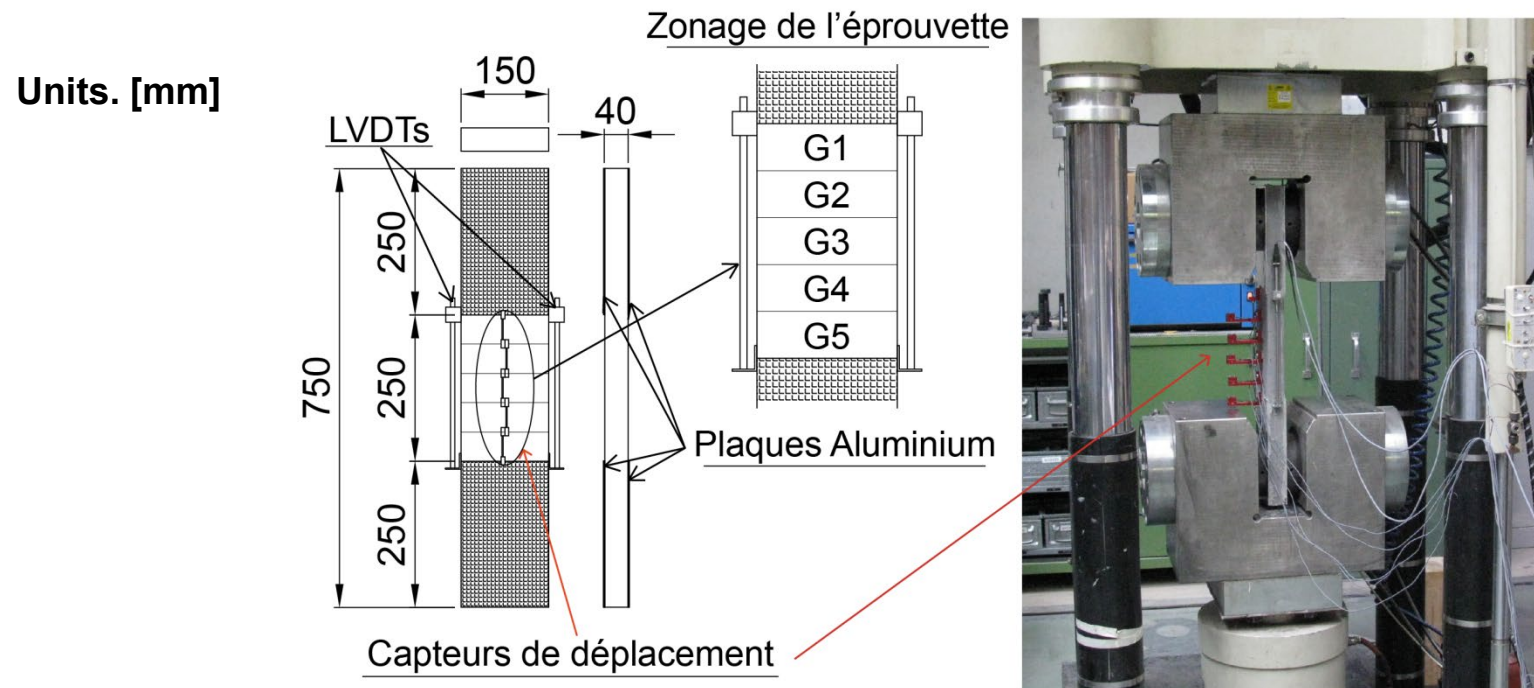 Zonage de l'éprouvette
Units. [mm]
150
40
LVDTs
G1
G2
G3
G4
G5
250
250
250
750
Plaques Aluminium
Capteurs de déplacement